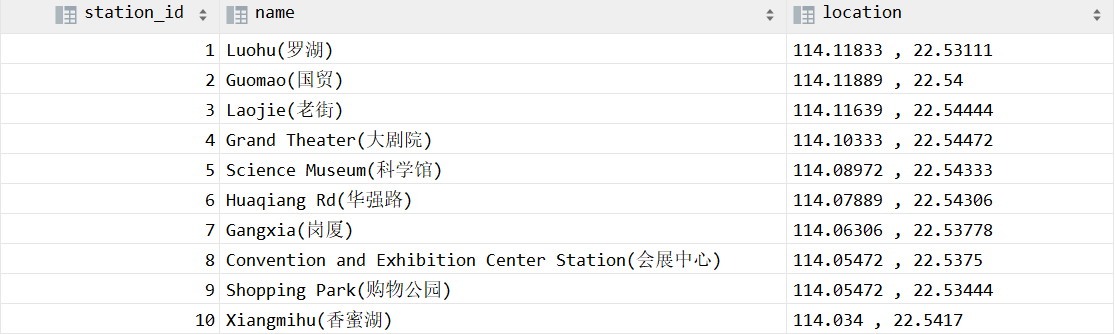 station_id name location
1 Luohu(罗湖) 114.11833 , 22.53111
2 Guomao(国贸) 114.11889 , 22.54
3 Laojie(老街) 114.11639 , 22.54444
4 Grand Theater(大剧院) 114.10333 , 22.54472
5 Science Museum(科学馆) 114.08972 , 22.54333
6 Huaqiang Rd(华强路) 114.07889 , 22.54306
7 Gangxia(岗厦) 114.06306 , 22.53778
8 Convention and Exhibition Center Station(会展中心) 114.05472 , 22.5375
9 Shopping Park(购物公园) 114.05472 , 22.53444
10 Xiangmihu(香蜜湖) 114.034 , 22.5417